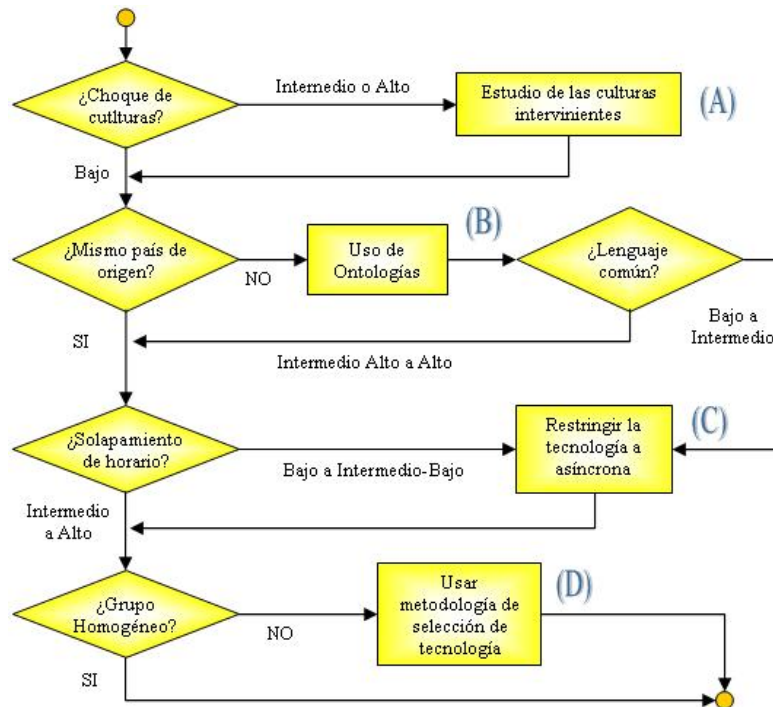 ¿Choque de
cutlturas?
Internedio o Alto
Estudio de las culturas
intervinientes
(A)
Bajo
¿Mismo país de
origen?
NO
Uso de
Ontologías
(B)
¿Lenguaje
común?
Bajo a
Intermedio
SI
Intermedio Alto a Alto
¿Solapamiento
de horario?
Bajo a Intermedio-Bajo
Restringir la
tecnología a
asíncrona
(C)
Intermedio
a Alto
¿Grupo
Homogéneo?
NO
Usar
metodología de
selección de
tecnología
(D)
SI